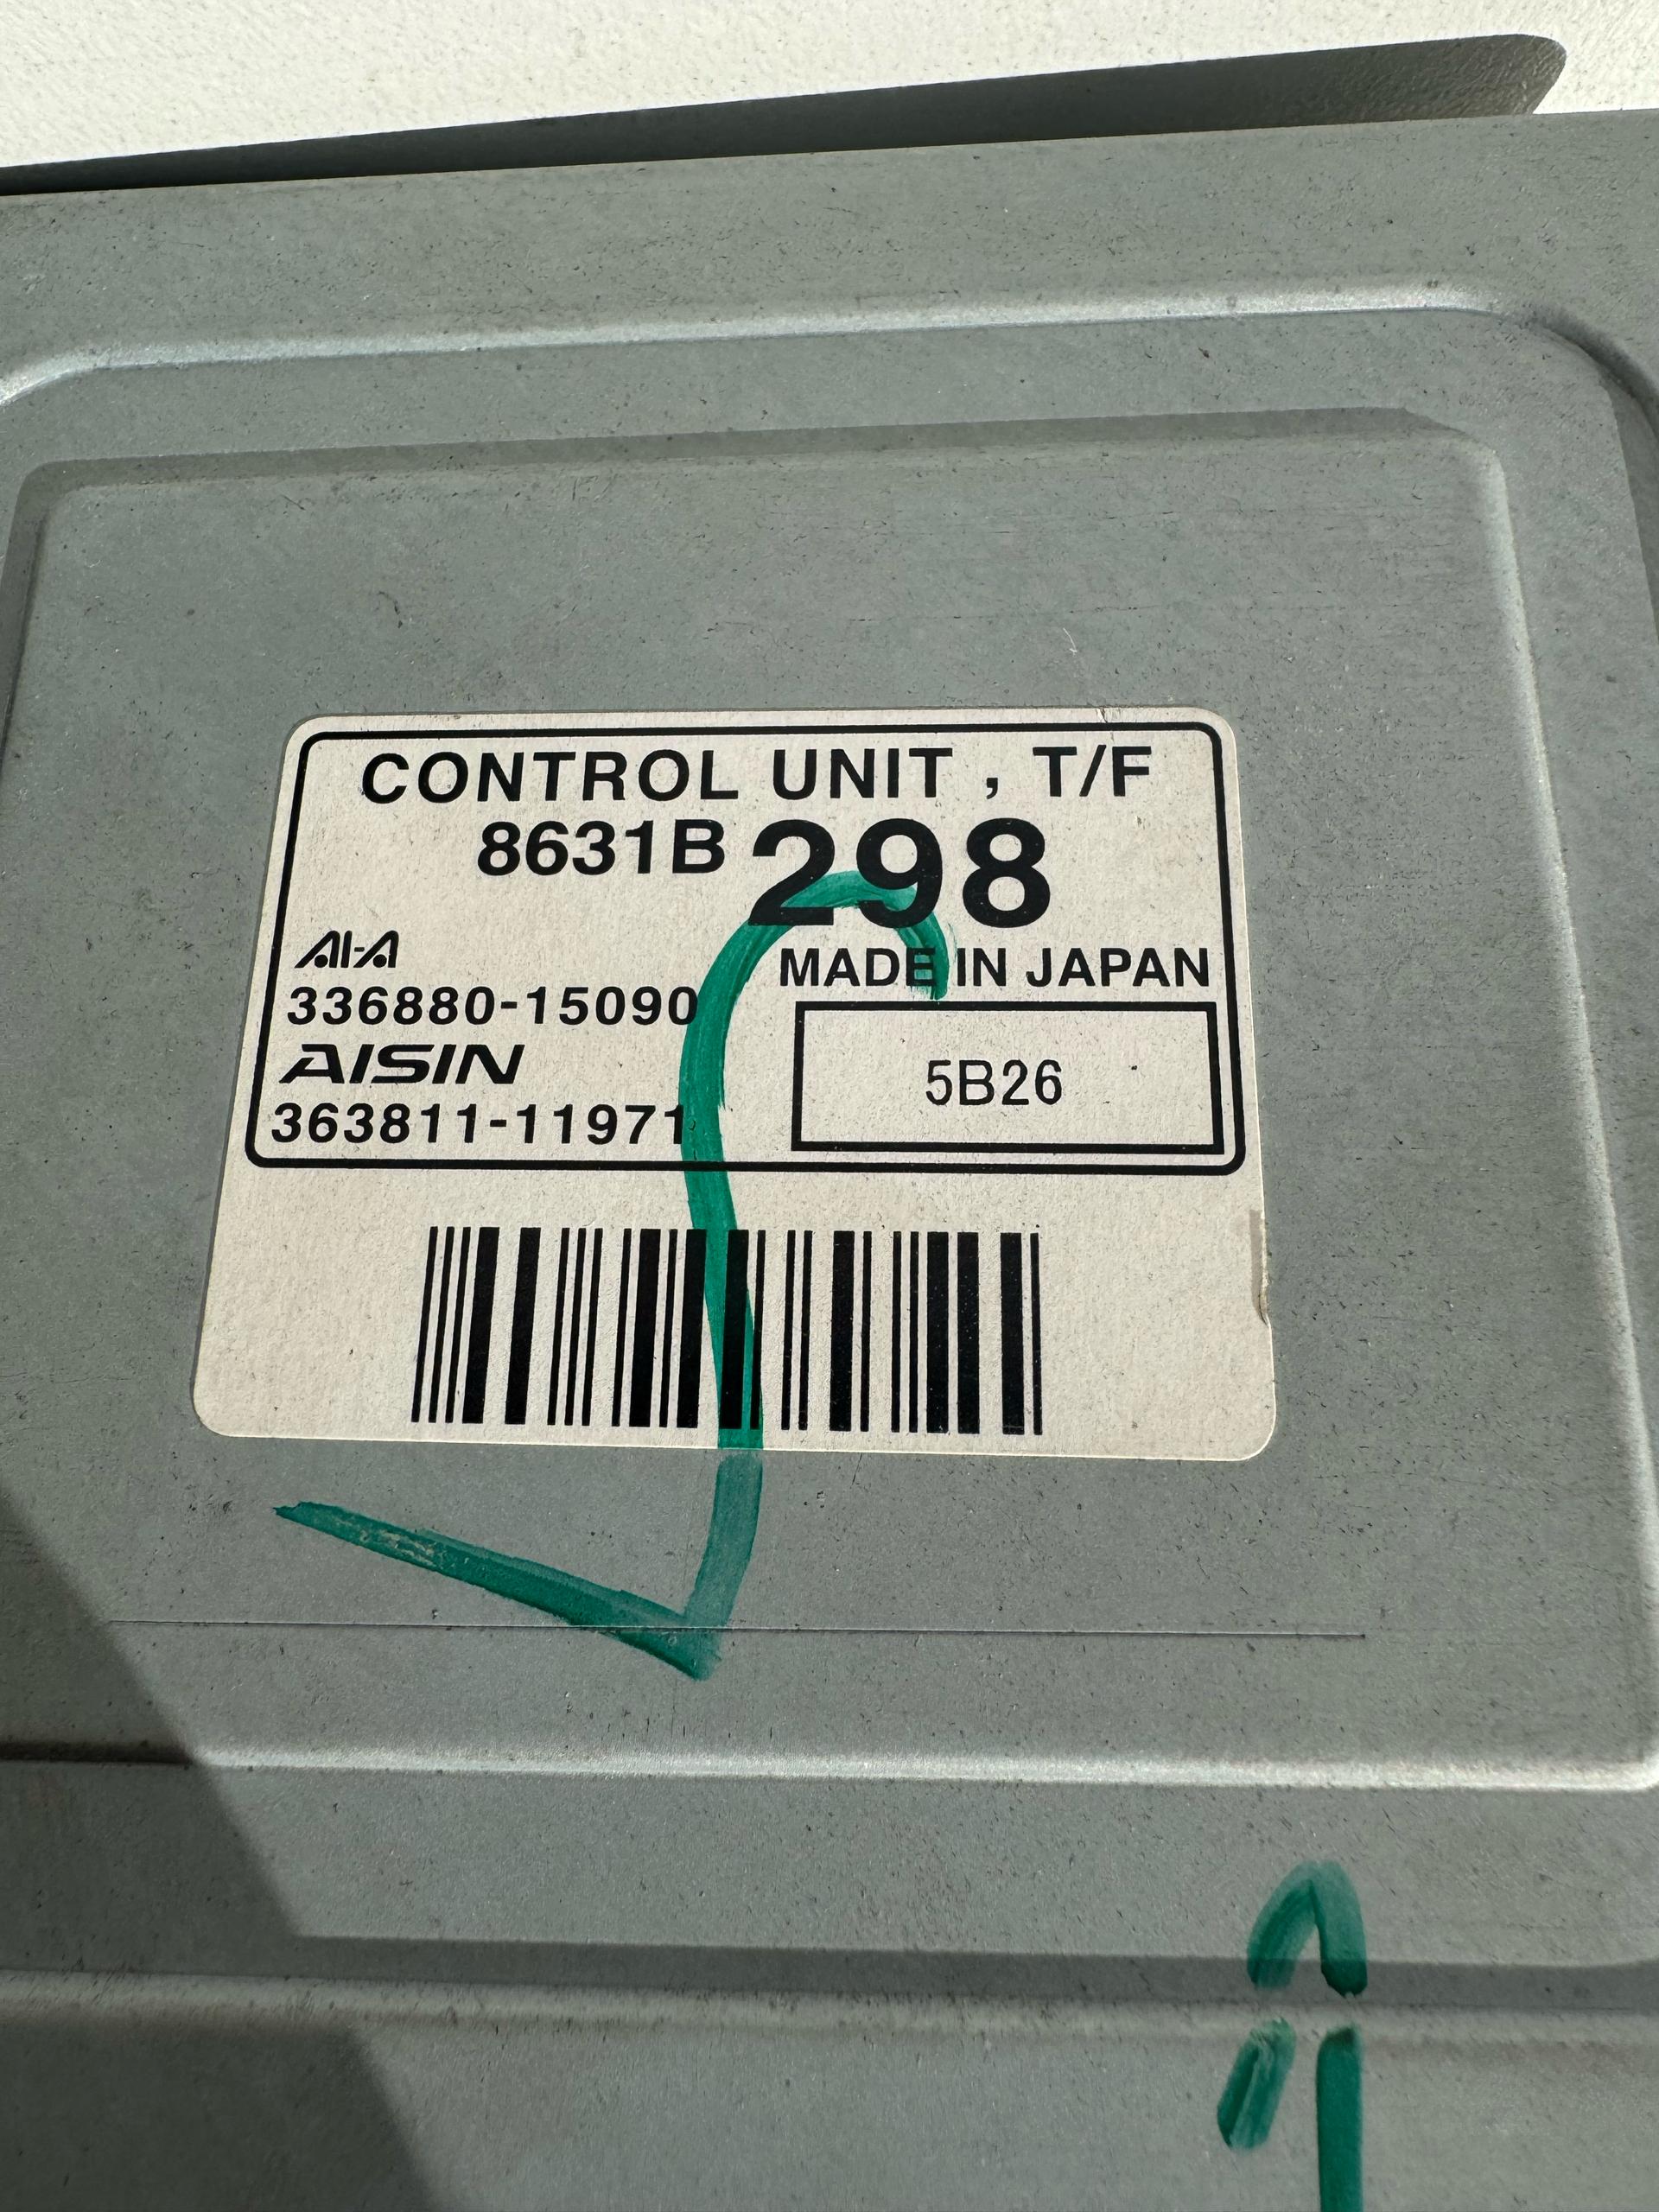 CONTROL UNIT , T/F
8631B 298
AI-A
MADE IN JAPAN
336880-15090
AISIN
5B26
363811-11971